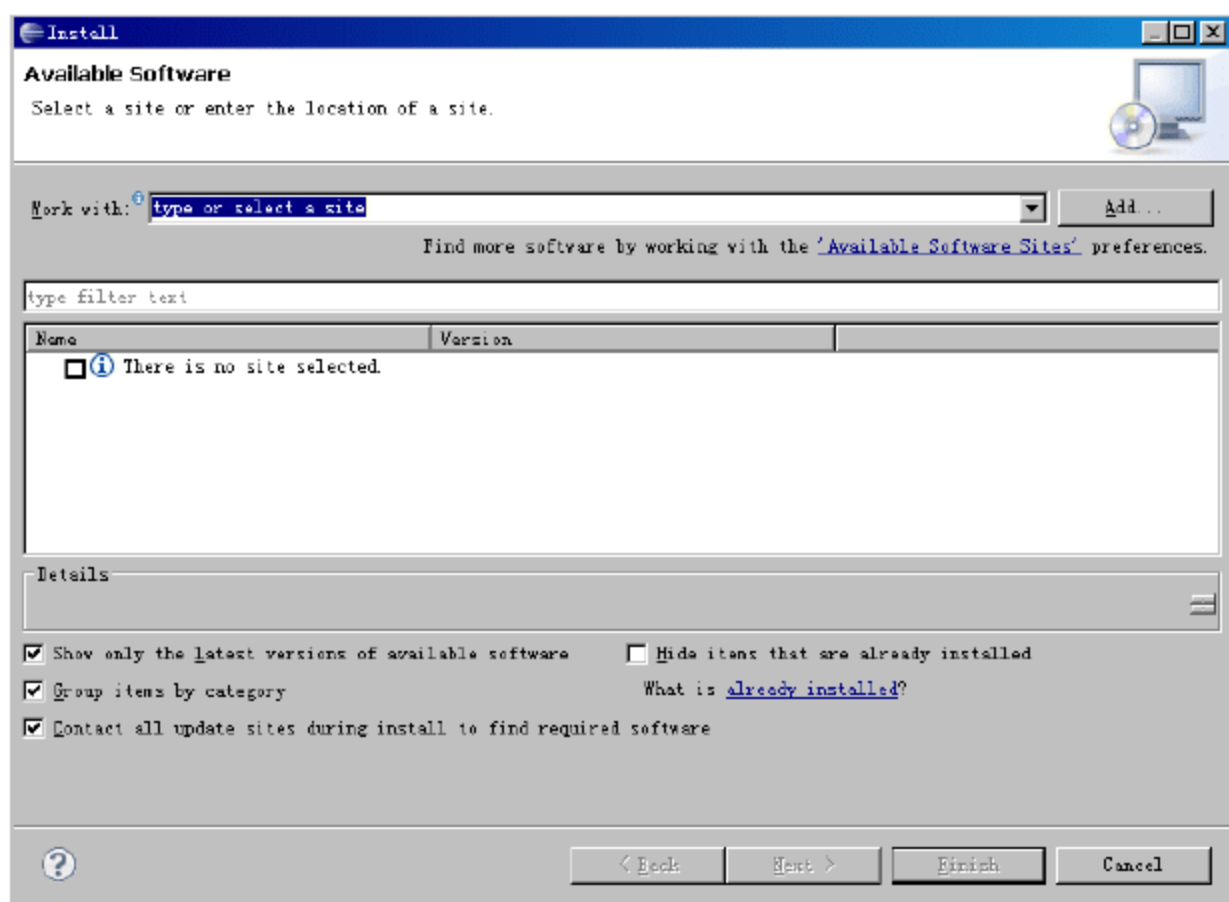 Install
Available Software
Select a site or enter the location of a site.
Work with: type or select a site Add...
Find more software by working with the 'Available Software Sites' preferences.
type filter text
Name Version
There is no site selected.
Details
Show only the latest versions of available software Hide items that are already installed
Group items by category What is already installed?
Contact all update sites during install to find required software
? < Back Next > Finish Cancel